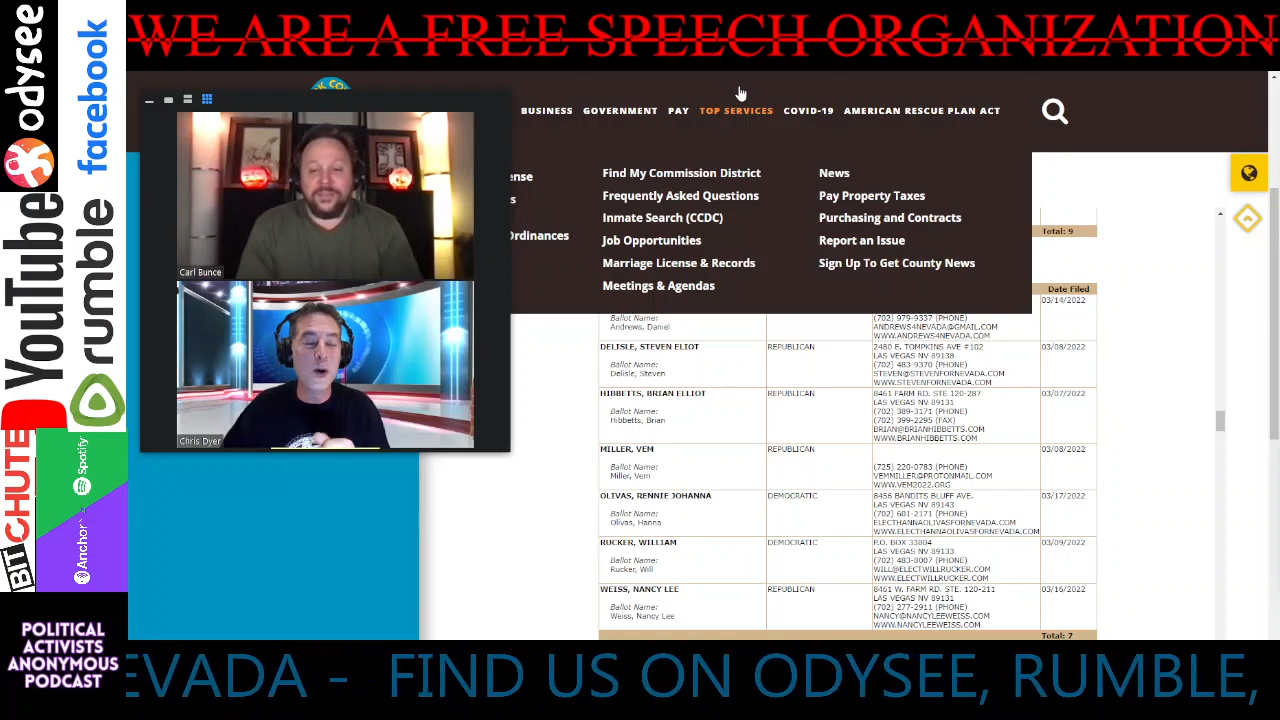 WE ARE A FREE SPEECH ORGANIZATION
odysee
facebook
YouTube
rumble
BITCHUTE
Spotify
Anchor
POLITICAL
ACTIVISTS
ANONYMOUS
PODCAST
BUSINESS GOVERNMENT PAY TOP SERVICES COVID-19 AMERICAN RESCUE PLAN ACT
ense
s
Ordinances
Find My Commission District
Frequently Asked Questions
Inmate Search (CCDC)
Job Opportunities
Marriage License & Records
Meetings & Agendas
News
Pay Property Taxes
Purchasing and Contracts
Report an Issue
Sign Up To Get County News
Carl Bunce
Chris Dyer
Total: 9
Date Filed
03/14/2022
(702) 979-9337 (PHONE)
Andrews, Daniel
ANDREWS4NEVADA@GMAIL.COM
WWW.ANDREWS4NEVADA.COM
DELISLE, STEVEN ELIOT REPUBLICAN 2480 E. TOMPKINS AVE #102 03/08/2022
LAS VEGAS NV 89138
Ballot Name: (702) 483-9370 (PHONE)
Delisle, Steven STEVEN@STEVENFORNEVADA.COM
WWW.STEVENFORNEVADA.COM
HIBBETTS, BRIAN ELLIOT REPUBLICAN 8461 FARM RD. STE 120-287 03/07/2022
LAS VEGAS NV 89131
Ballot Name: (702) 389-3171 (PHONE)
Hibbetts, Brian (702) 399-2295 (FAX)
BRIAN@BRIANHIBBETTS.COM
WWW.BRIANHIBBETTS.COM
MILLER, VEM REPUBLICAN 03/08/2022
Ballot Name: (725) 220-0783 (PHONE)
Miller, Vem VEMMILLER@PROTONMAIL.COM
WWW.VEM2022.ORG
OLIVAS, RENNIE JOHANNA DEMOCRATIC 8456 BANDITS BLUFF AVE. 03/17/2022
LAS VEGAS NV 89143
Ballot Name: (702) 601-2171 (PHONE)
Olivas, Hanna ELECTHANNAOLIVASFORNEVADA.COM
WWW.ELECTHANNAOLIVASFORNEVADA.COM
RUCKER, WILLIAM DEMOCRATIC P.O. BOX 33804 03/09/2022
LAS VEGAS NV 89133
Ballot Name: (702) 483-8007 (PHONE)
Rucker, Will WILL@ELECTWILLRUCKER.COM
WWW.ELECTWILLRUCKER.COM
WEISS, NANCY LEE REPUBLICAN 8461 W. FARM RD. STE. 120-211 03/16/2022
LAS VEGAS NV 89131
Ballot Name: (702) 277-2911 (PHONE)
Weiss, Nancy Lee NANCY@NANCYLEEWEISS.COM
WWW.NANCYLEEWEISS.COM
Total: 7
EVADA - FIND US ON ODYSEE, RUMBLE,